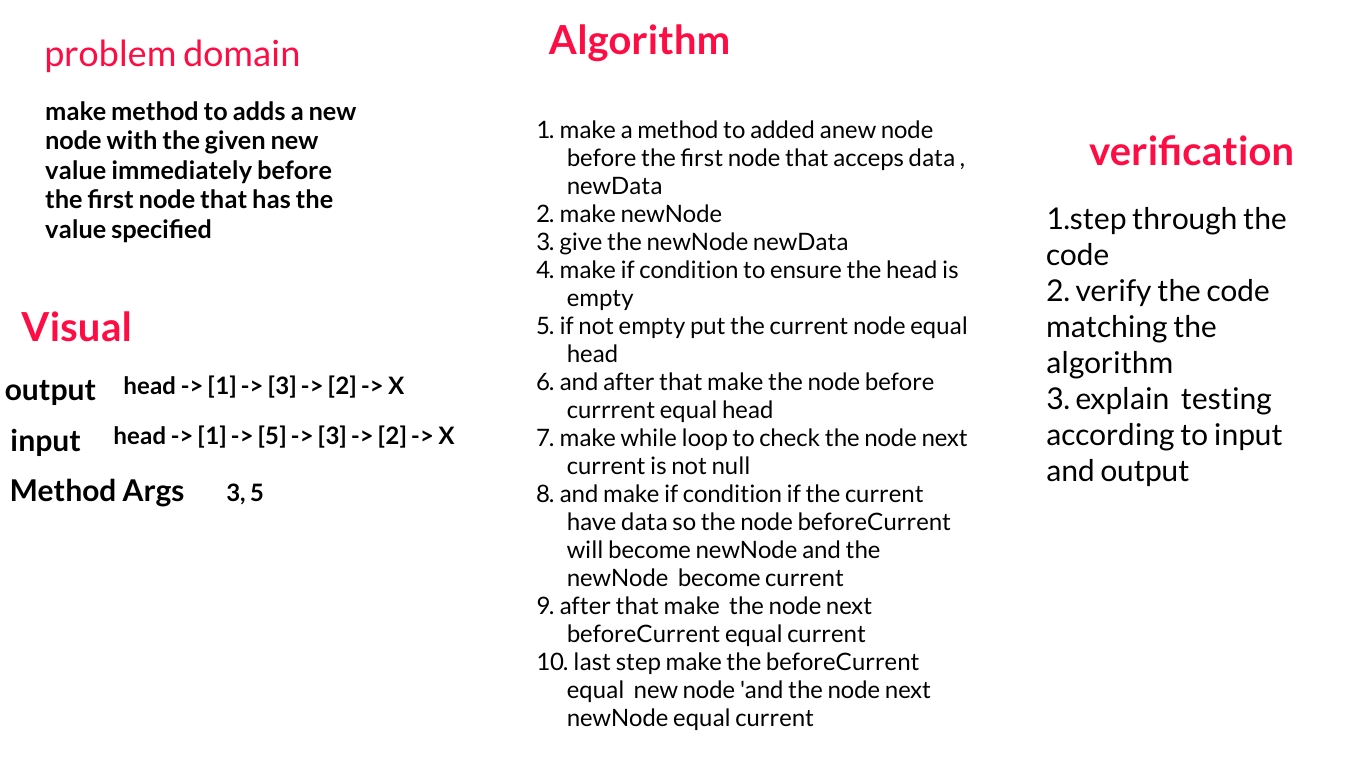 problem domain
make method to adds a new
node with the given new
value immediately before
the first node that has the
value specified
Visual
output head -> [1] -> [3] -> [2] -> X
input head -> [1] -> [5] -> [3] -> [2] -> X
Method Args 3, 5
Algorithm
1. make a method to added anew node
before the first node that acceps data ,
newData
2. make newNode
3. give the newNode newData
4. make if condition to ensure the head is
empty
5. if not empty put the current node equal
head
6. and after that make the node before
currrent equal head
7. make while loop to check the node next
current is not null
8. and make if condition if the current
have data so the node beforeCurrent
will become newNode and the
newNode  become current
9. after that make  the node next
beforeCurrent equal current
10. last step make the beforeCurrent
equal  new node 'and the node next
newNode equal current
verification
1.step through the
code
2. verify the code
matching the
algorithm
3. explain  testing
according to input
and output